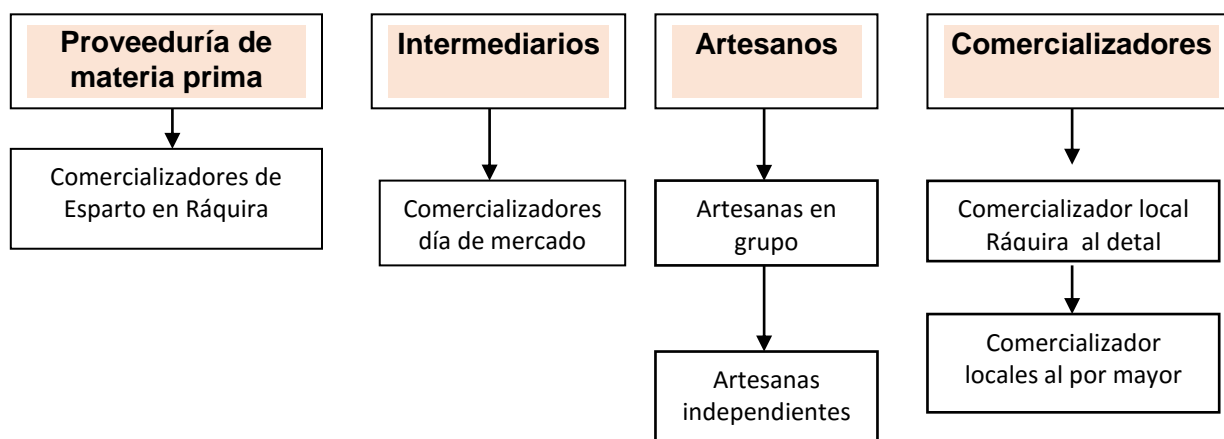 Proveeduría de
materia prima
Intermediarios
Artesanos
Comercializadores
Comercializadores de
Esparto en Ráquira
Comercializadores
día de mercado
Artesanas en
grupo
Comercializador local
Ráquira al detal
Artesanas
independientes
Comercializador
locales al por mayor